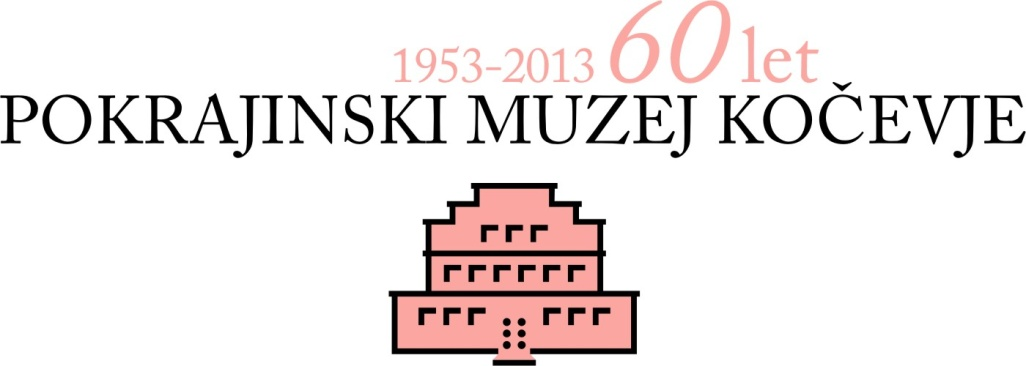 1953-2013 60 let
POKRAJINSKI MUZEJ KOČEVJE